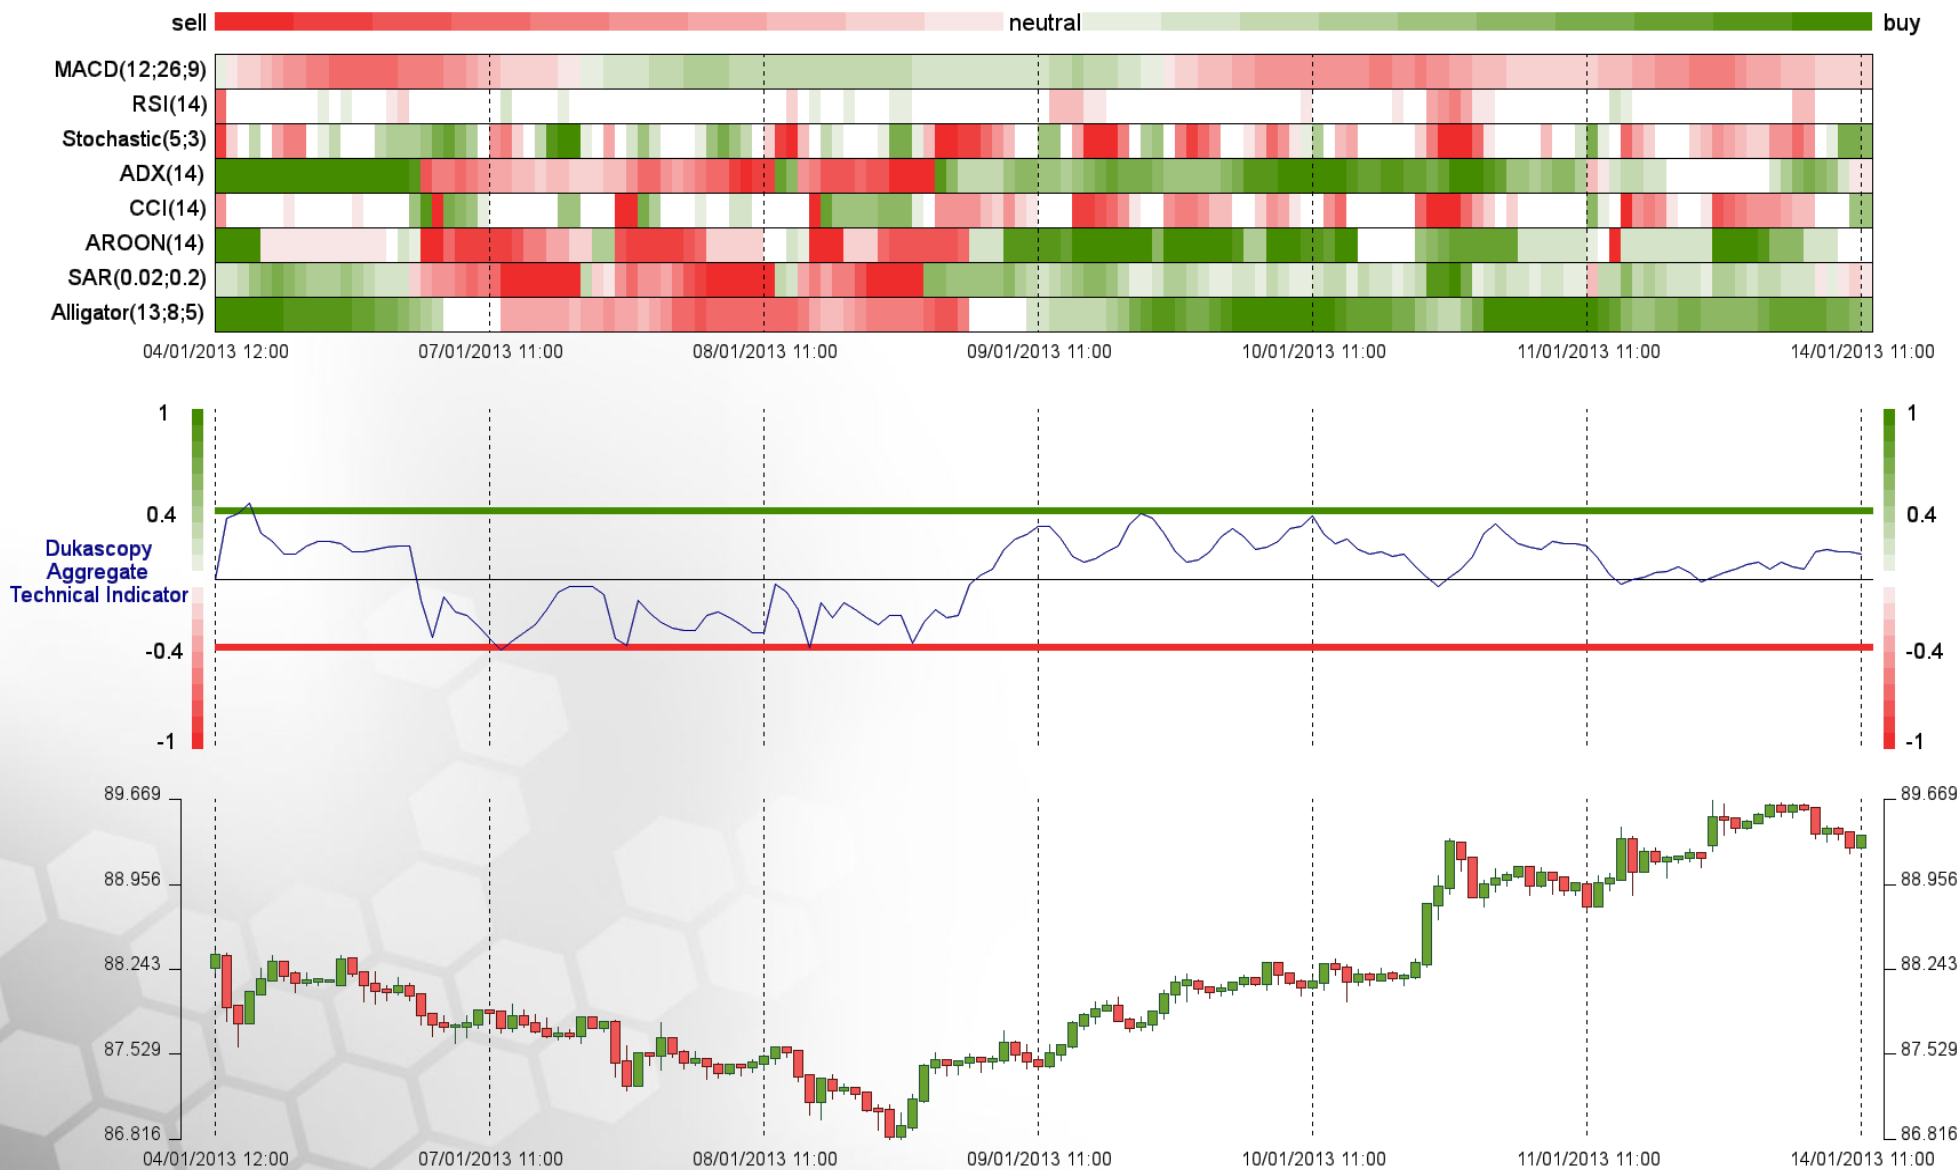 sell neutral buy
MACD(12;26;9)
RSI(14)
Stochastic(5;3)
ADX(14)
CCI(14)
AROON(14)
SAR(0.02;0.2)
Alligator(13;8;5)
04/01/2013 12:00 07/01/2013 11:00 08/01/2013 11:00 09/01/2013 11:00 10/01/2013 11:00 11/01/2013 11:00 14/01/2013 11:00
1 1
0.4 0.4
Dukascopy
Aggregate
Technical Indicator
-0.4 -0.4
-1 -1
89.669 89.669
88.956 88.956
88.243 88.243
87.529 87.529
86.816 86.816
04/01/2013 12:00 07/01/2013 11:00 08/01/2013 11:00 09/01/2013 11:00 10/01/2013 11:00 11/01/2013 11:00 14/01/2013 11:00